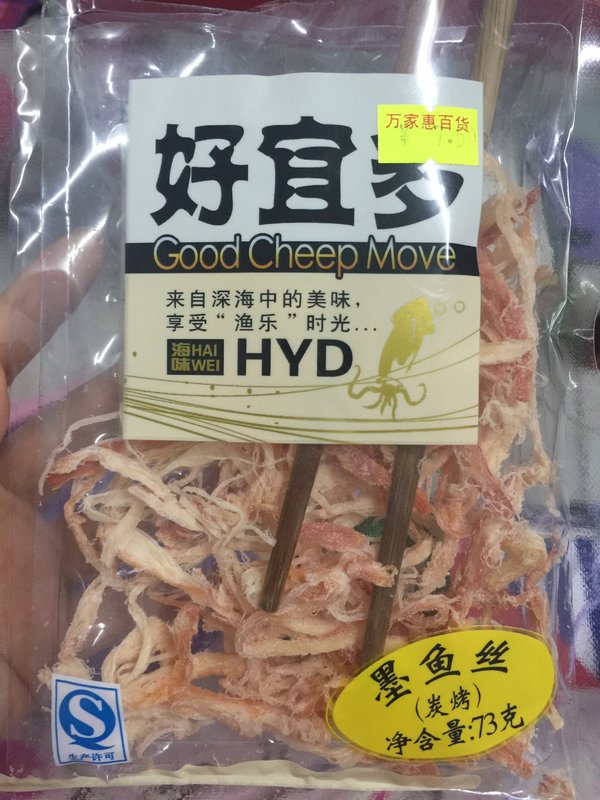 万家惠百货
好宜多
Good Cheep Move
来自深海中的美味，
享受“渔乐”时光...
海味
HAI
WEI
HYD
墨鱼丝
(炭烤)
净含量:73克
S
生产许可